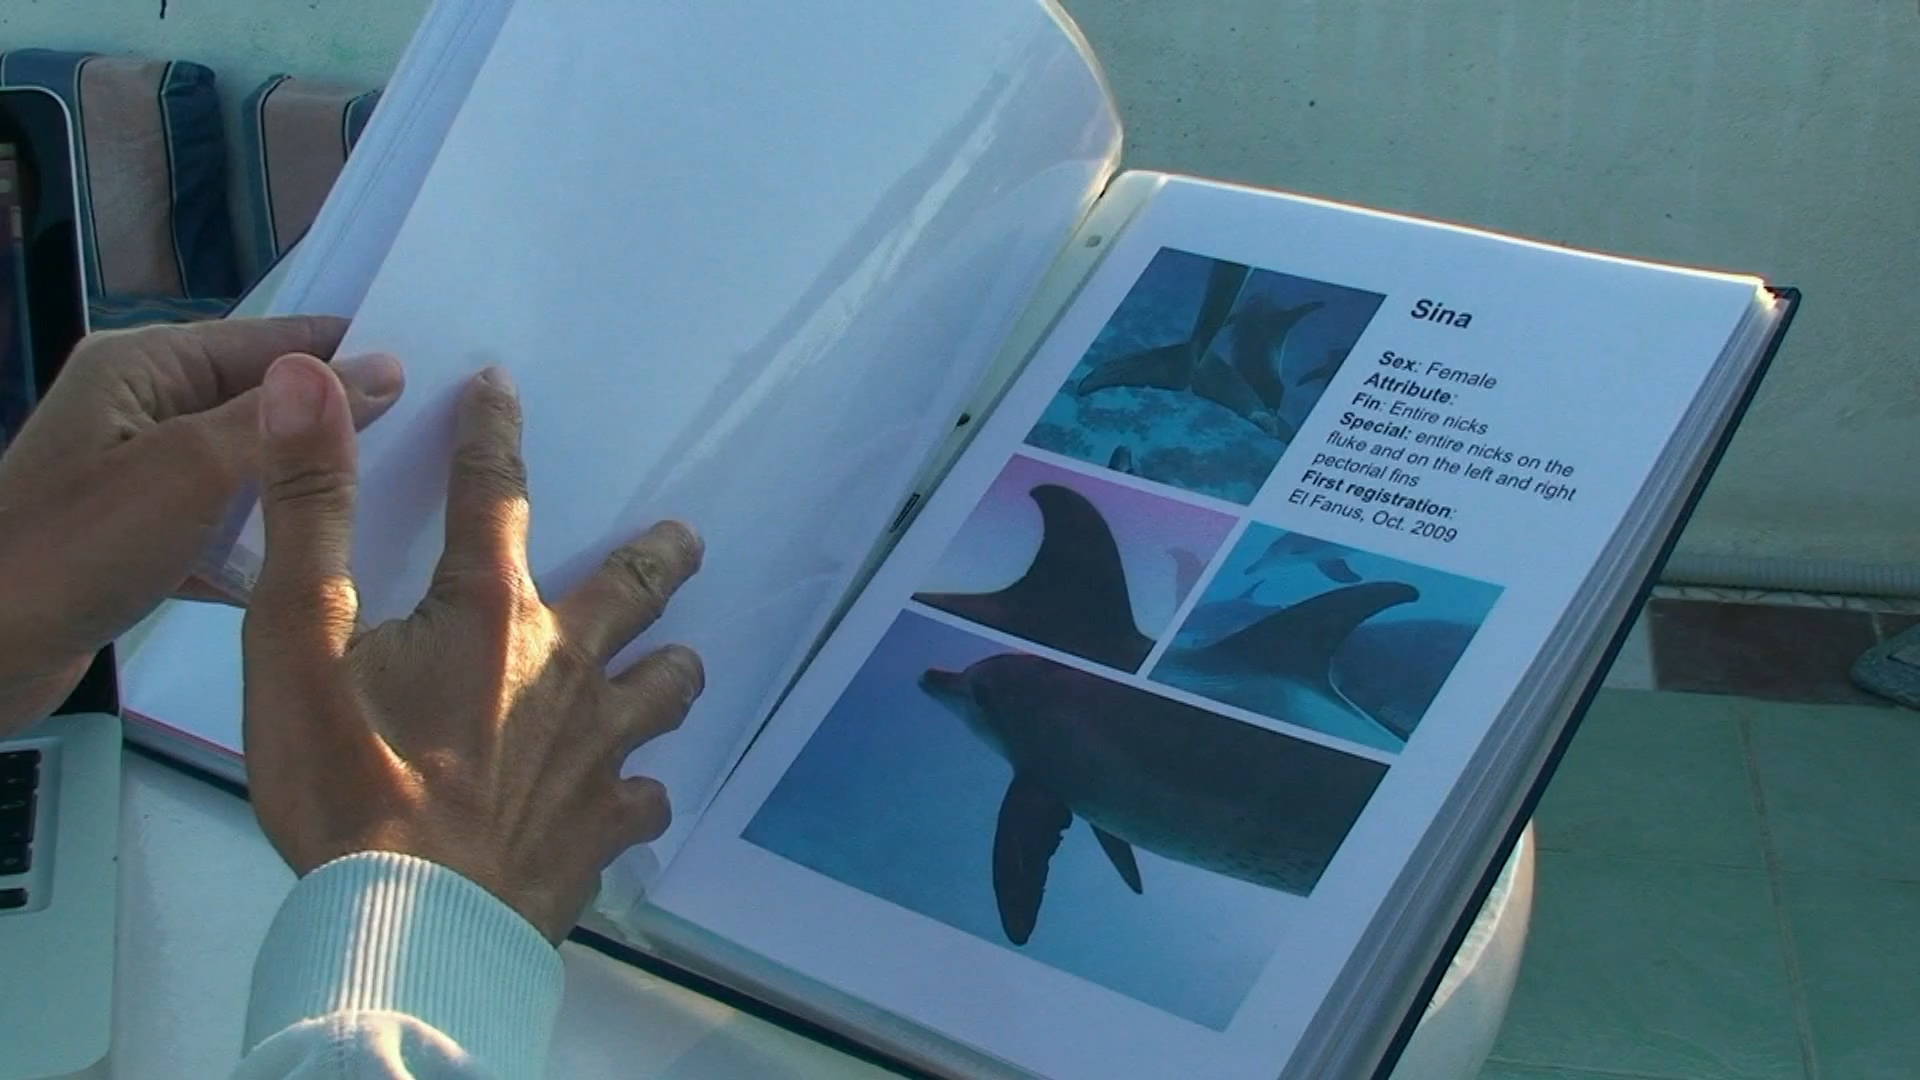 Sina
Sex: Female
Attribute:
Fin: Entire nicks
Special: entire nicks on the
fluke and on the left and right
pectorial fins
First registration:
El Fanus, Oct. 2009